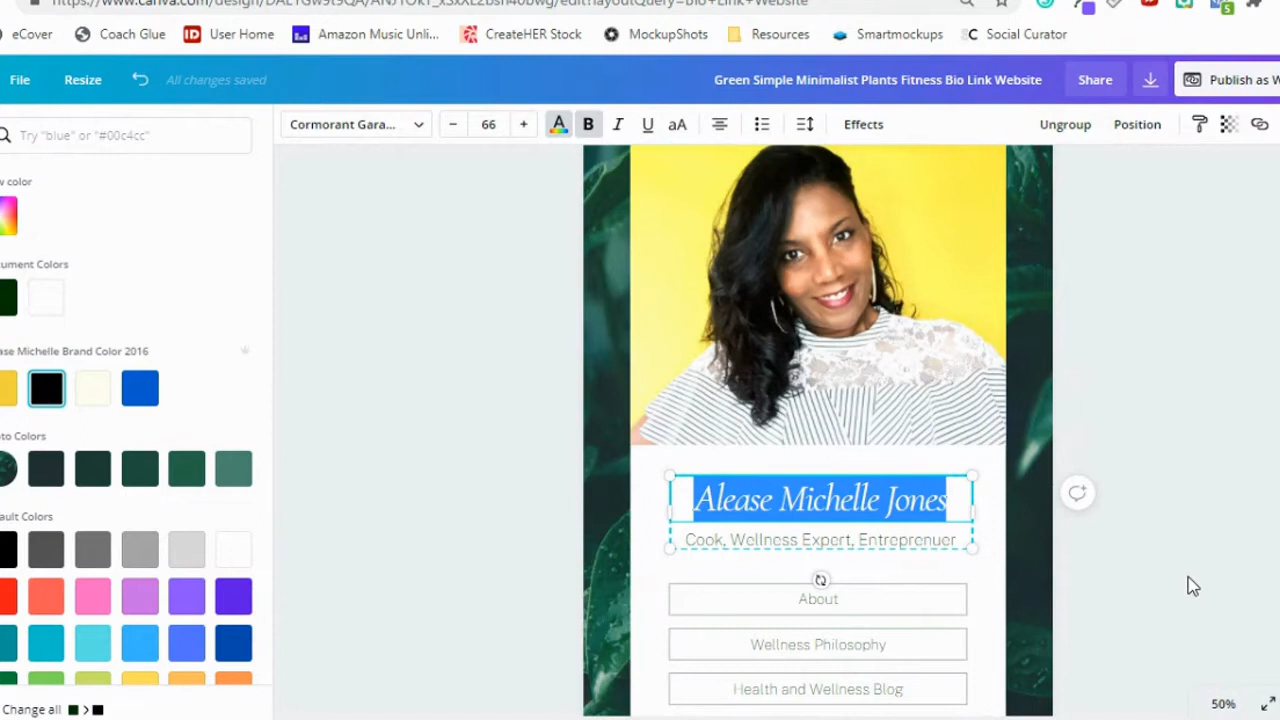 eCover
Coach Glue
ID User Home
Amazon Music Unli...
CreateHER Stock
MockupShots
Resources
Smartmockups
Social Curator
File
Resize
All changes saved
Green Simple Minimalist Plants Fitness Bio Link Website
Share
Publish as W
Try "blue" or "#00c4cc"
Cormorant Gara...
66
A
B
I
U
aA
Effects
Ungroup
Position
w color
ument Colors
ase Michelle Brand Color 2016
oto Colors
ault Colors
Change all
Alease Michelle Jones
Cook, Wellness Expert, Entreprenuer
About
Wellness Philosophy
Health and Wellness Blog
50%